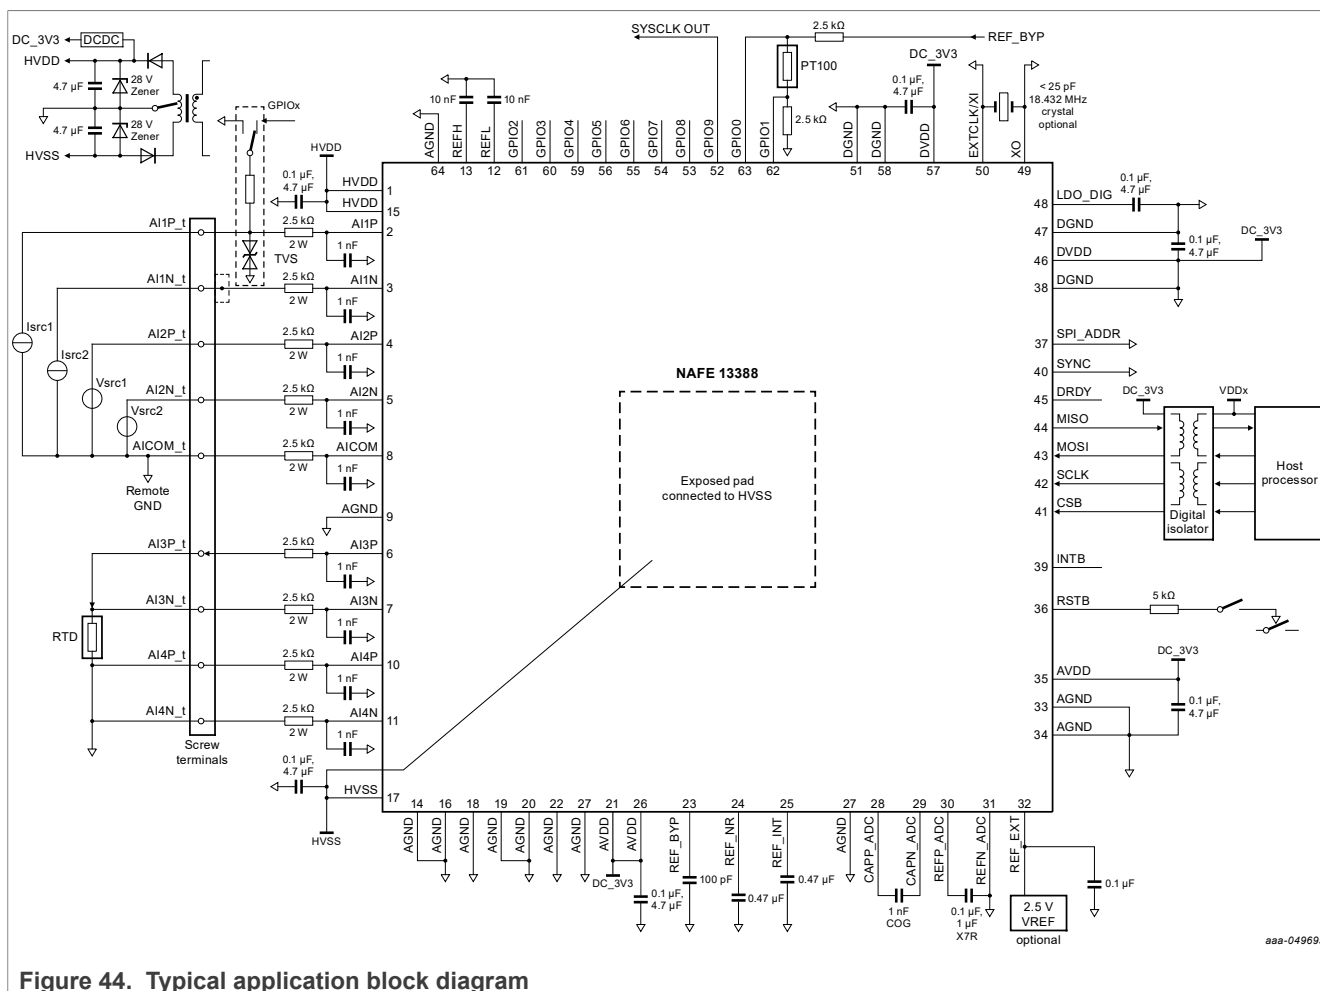 DC_3V3
DCDC
HVDD
4.7 µF
28 V
Zener
4.7 µF
28 V
Zener
HVSS
GPIOx
SYSCLK OUT
2.5 kΩ
REF_BYP
PT100
2.5 kΩ
DC_3V3
0.1 µF,
4.7 µF
< 25 pF
18.432 MHz
crystal
optional
10 nF
10 nF
AGND
REFH
REFL
GPIO2
GPIO3
GPIO4
GPIO5
GPIO6
GPIO7
GPIO8
GPIO9
GPIO0
GPIO1
DGND
DGND
DVDD
EXTCLK/XI
XO
64
13
12
61
60
59
56
55
54
53
52
63
62
51
58
57
50
49
HVDD
0.1 µF,
4.7 µF
HVDD
1
HVDD
15
AI1P_t
2.5 kΩ
2 W
AI1P
2
1 nF
TVS
AI1N_t
2.5 kΩ
2 W
AI1N
3
1 nF
AI2P_t
2.5 kΩ
2 W
AI2P
4
1 nF
AI2N_t
2.5 kΩ
2 W
AI2N
5
1 nF
AICOM_t
2.5 kΩ
2 W
AICOM
8
1 nF
Isrc1
Isrc2
Vsrc1
Vsrc2
Remote
GND
AGND
9
AI3P_t
2.5 kΩ
AI3P
6
1 nF
AI3N_t
2.5 kΩ
2 W
AI3N
7
1 nF
RTD
AI4P_t
2.5 kΩ
2 W
AI4P
10
1 nF
AI4N_t
2.5 kΩ
2 W
AI4N
11
1 nF
Screw
terminals
0.1 µF,
4.7 µF
HVSS
17
HVSS
NAFE 13388
Exposed pad
connected to HVSS
48
LDO_DIG
0.1 µF,
4.7 µF
47
DGND
0.1 µF,
4.7 µF
DC_3V3
46
DVDD
38
DGND
37
SPI_ADDR
40
SYNC
45
DRDY
44
MISO
43
MOSI
42
SCLK
41
CSB
DC_3V3
VDDx
Digital
isolator
Host
processor
39
INTB
36
RSTB
5 kΩ
DC_3V3
35
AVDD
33
AGND
0.1 µF,
4.7 µF
34
AGND
14
16
18
19
20
22
27
21
26
23
24
25
27
28
29
30
31
32
AGND
AGND
AGND
AGND
AGND
AGND
AGND
AVDD
AVDD
REF_BYP
REF_NR
REF_INT
AGND
CAPP_ADC
CAPN_ADC
REFP_ADC
REFN_ADC
REF_EXT
DC_3V3
0.1 µF,
4.7 µF
100 pF
0.47 µF
0.47 µF
1 nF
COG
0.1 µF,
1 µF
X7R
2.5 V
VREF
optional
0.1 µF
aaa-04969
Figure 44. Typical application block diagram